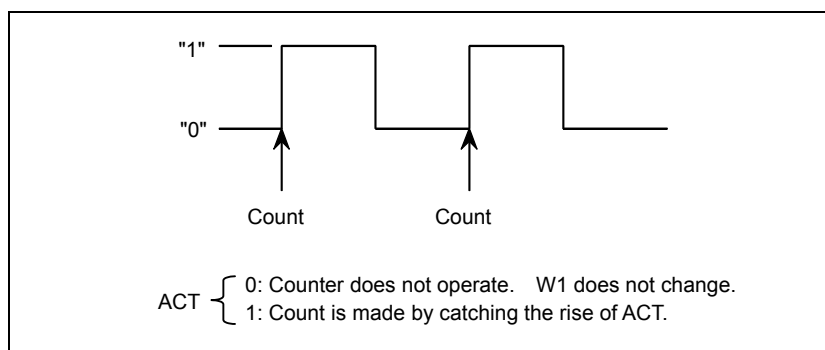 "1"
"0"
Count Count
ACT
0: Counter does not operate. W1 does not change.
1: Count is made by catching the rise of ACT.